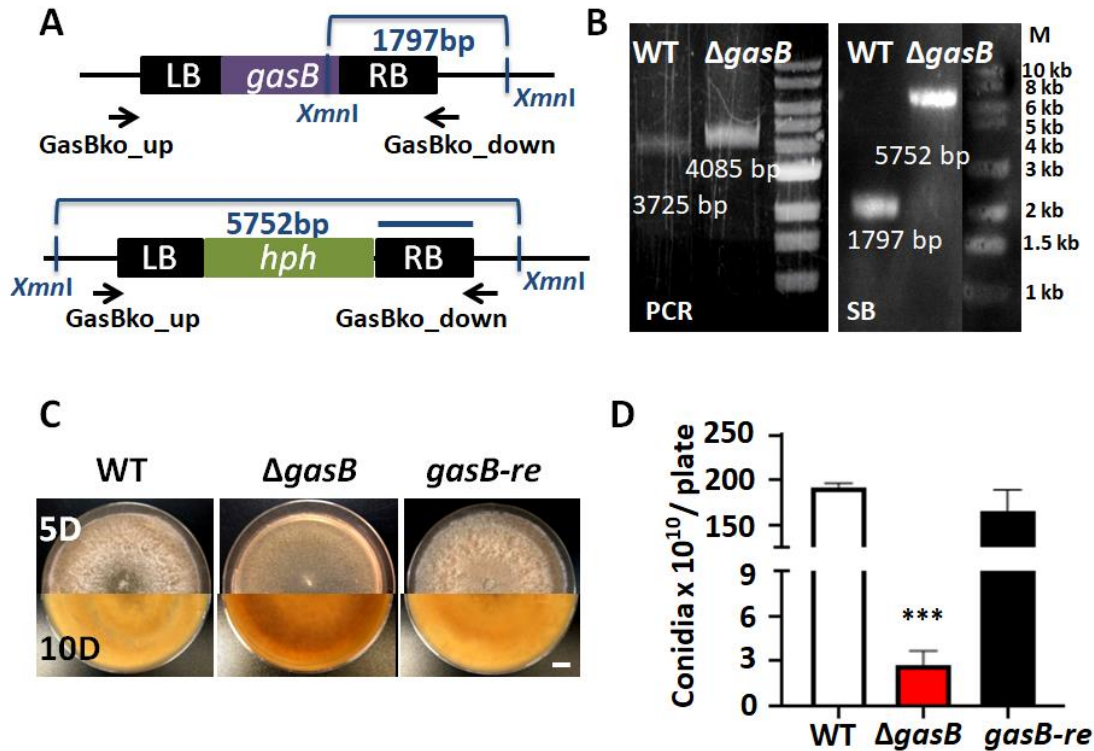 A
1797bp
LB gasB RB
XmnI XmnI
GasBko_up GasBko_down
5752bp
LB hph RB
XmnI XmnI
GasBko_up GasBko_down
B
WT ΔgasB WT ΔgasB M
10 kb
8 kb
6 kb
5 kb
4 kb
3 kb
2 kb
1.5 kb
1 kb
4085 bp
3725 bp
5752 bp
1797 bp
PCR SB
C
WT ΔgasB gasB-re
5D
10D
D
Conidia x 10¹⁰/ plate
250
200
150
9
6
3
0
***
WT ΔgasB gasB-re